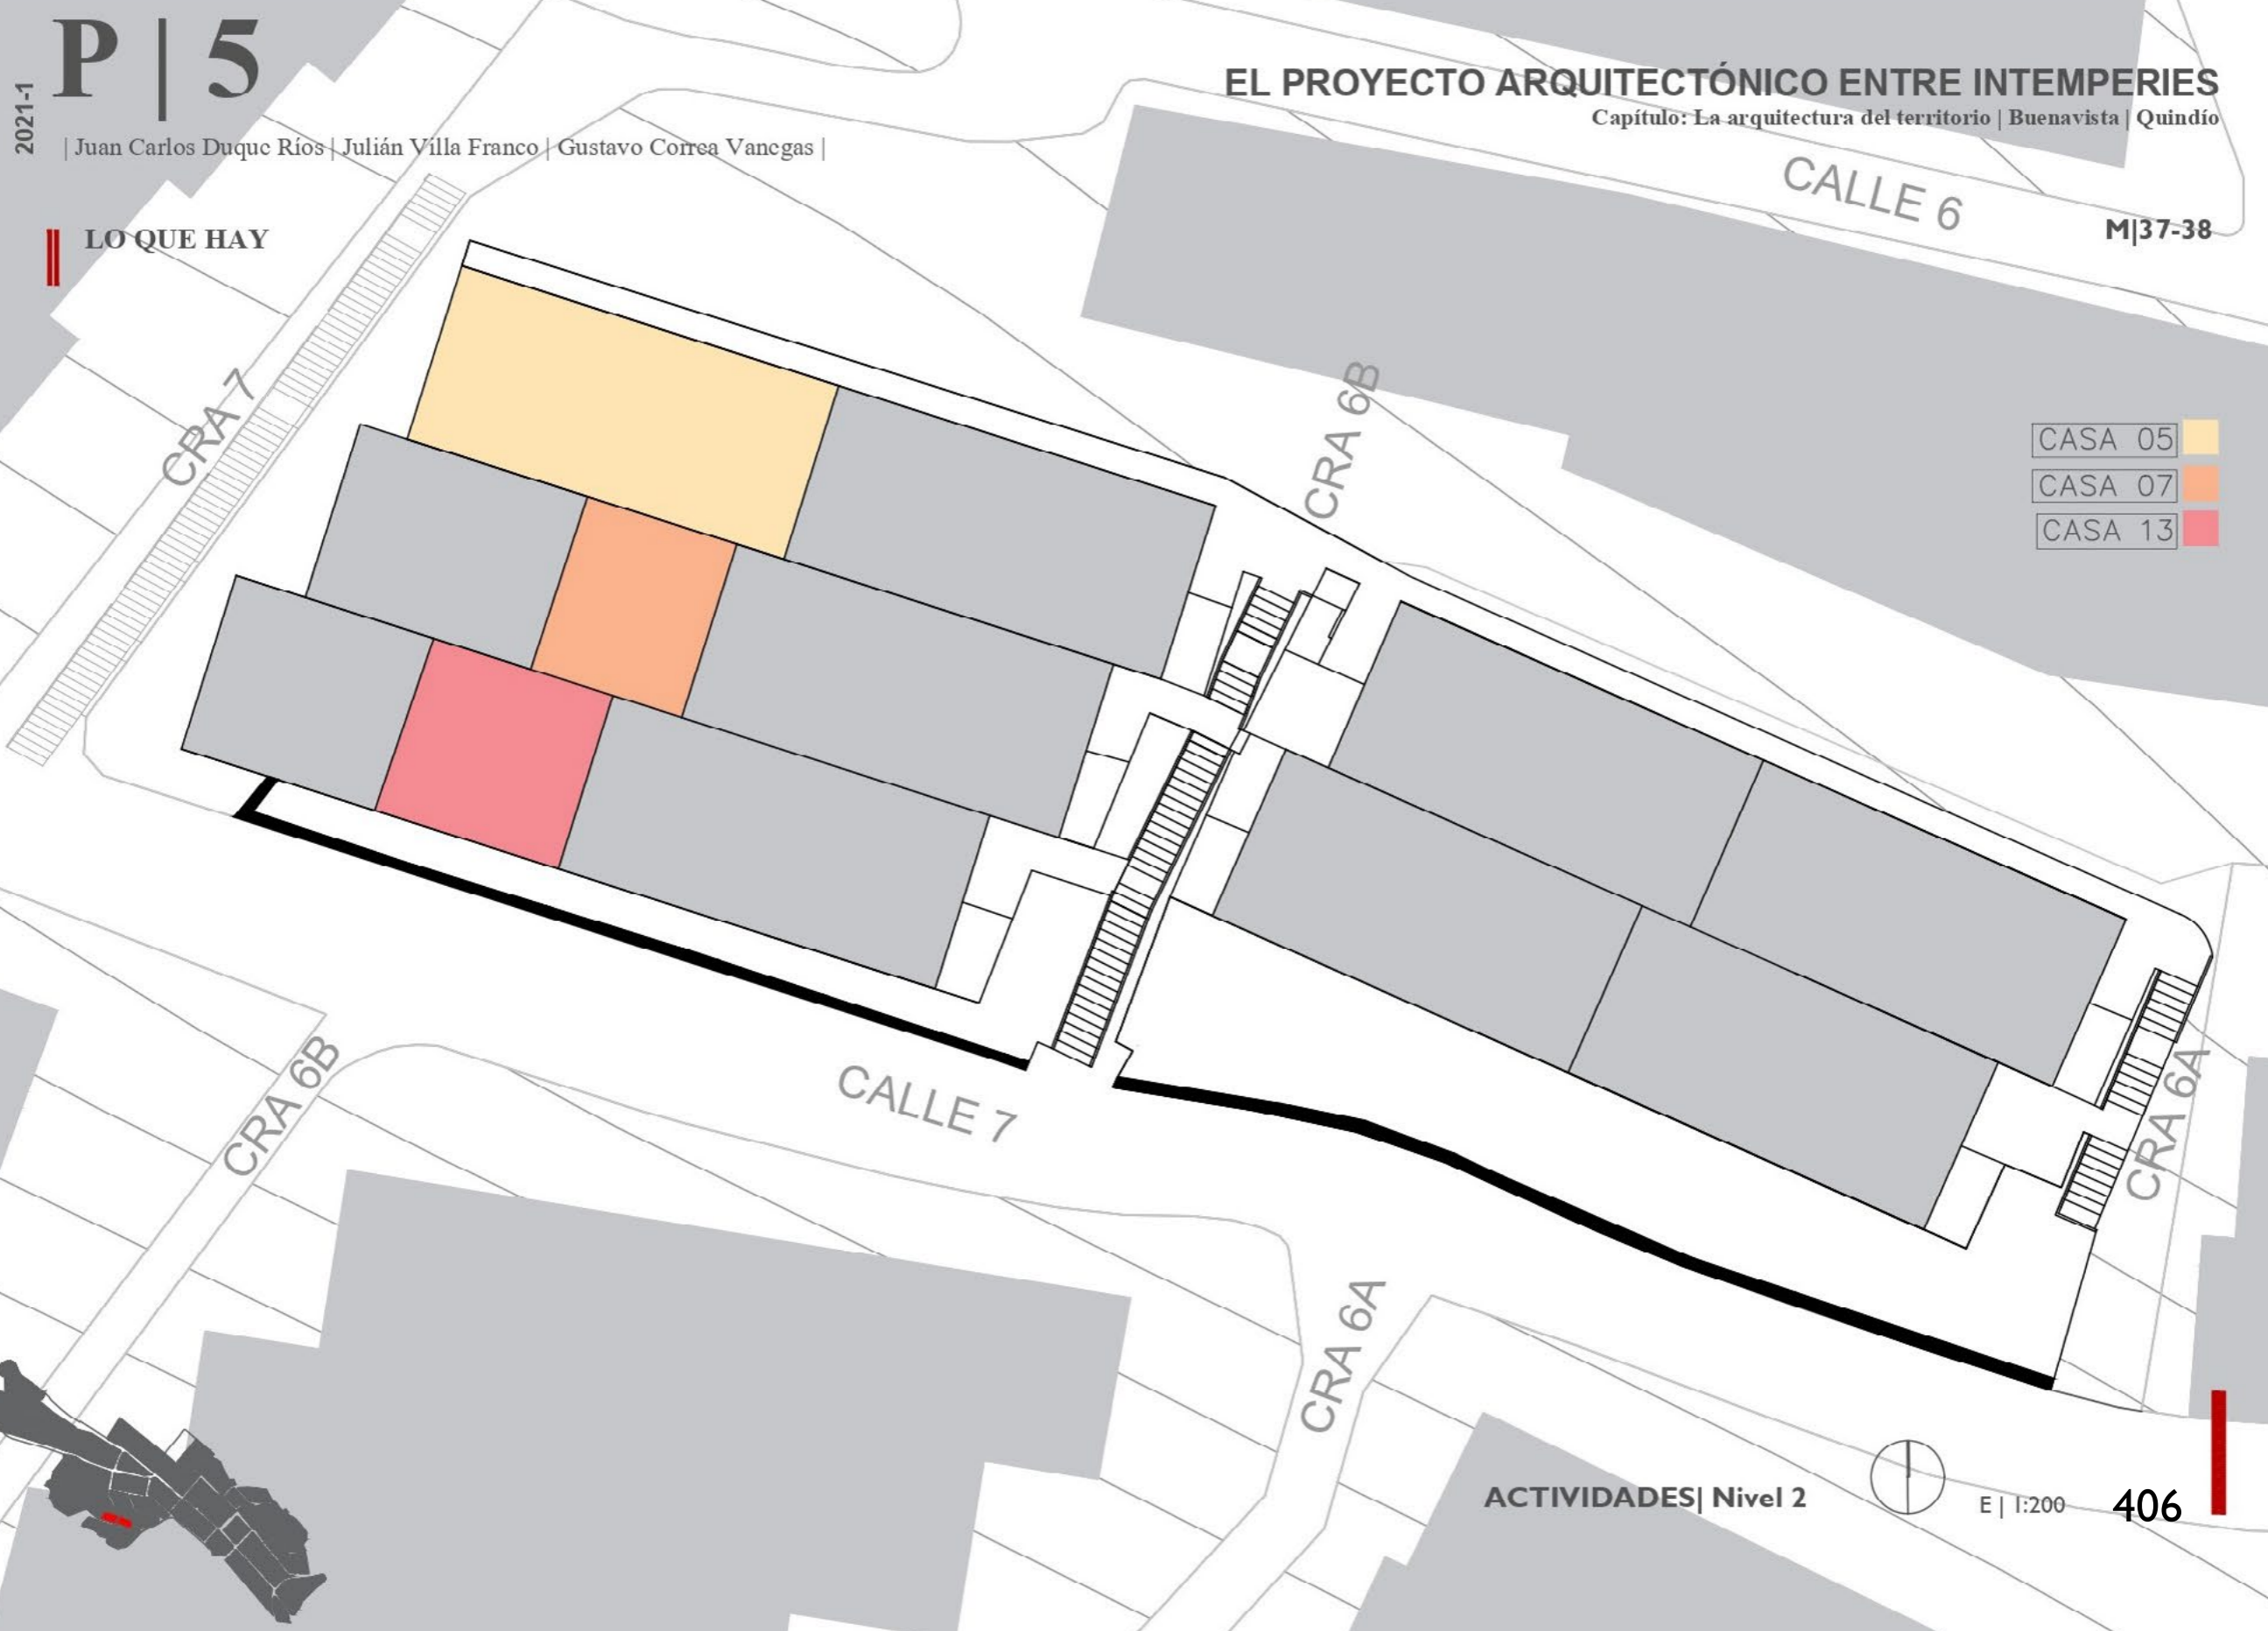 P | 5
2021-1
| Juan Carlos Duque Ríos | Julián Villa Franco | Gustavo Correa Vanegas |
EL PROYECTO ARQUITECTÓNICO ENTRE INTEMPERIES
Capítulo: La arquitectura del territorio | Buenavista | Quindío
LO QUE HAY
M|37-38
CALLE 6
CRA 7
CRA 6B
CASA 05
CASA 07
CASA 13
CRA 6B
CALLE 7
CRA 6A
CRA 6A
ACTIVIDADES| Nivel 2
E | 1:200
406